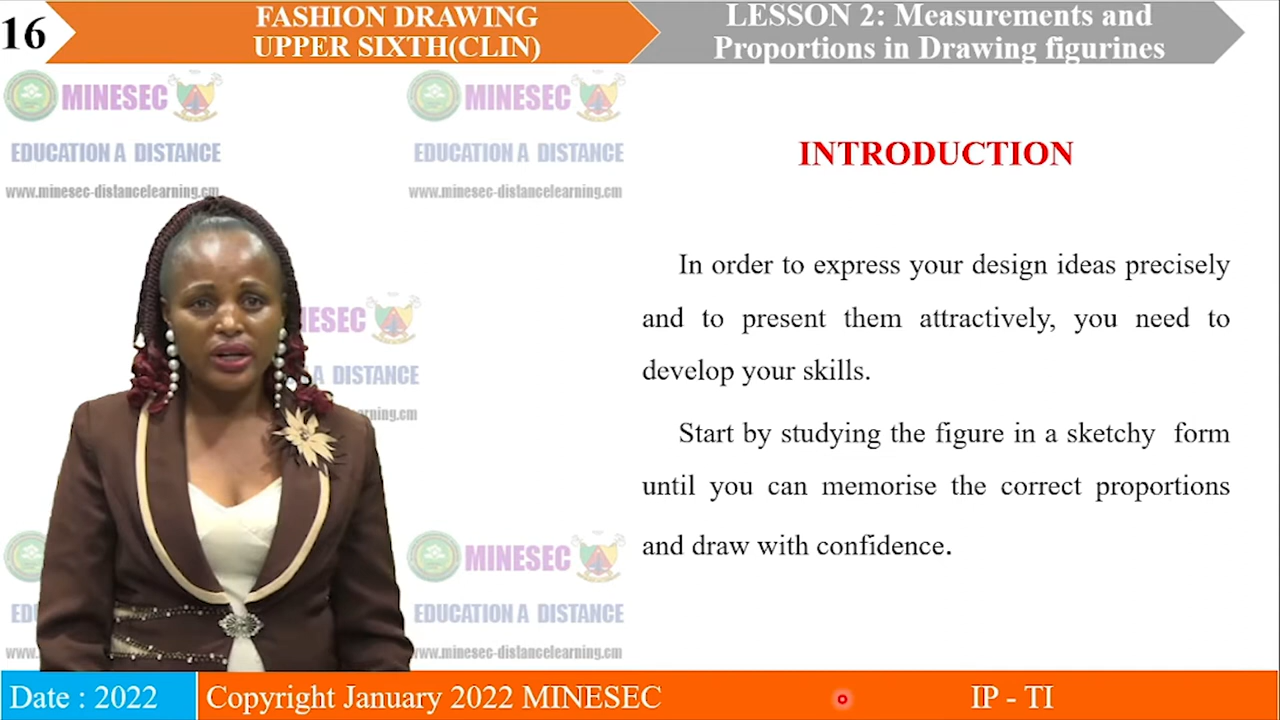 16
FASHION DRAWING
UPPER SIXTH(CLIN)
LESSON 2: Measurements and
Proportions in Drawing figurines
MINESEC
EDUCATION A DISTANCE
www.minesec-distancelearning.cm
MINESEC
EDUCATION A DISTANCE
www.minesec-distancelearning.cm
INTRODUCTION
In order to express your design ideas precisely
and to present them attractively, you need to
develop your skills.
Start by studying the figure in a sketchy form
until you can memorise the correct proportions
and draw with confidence.
A DISTANCE
MINESEC
EDUCATION A DISTANCE
www.minesec-distancelearning.cm
Date : 2022
Copyright January 2022 MINESEC
IP - TI